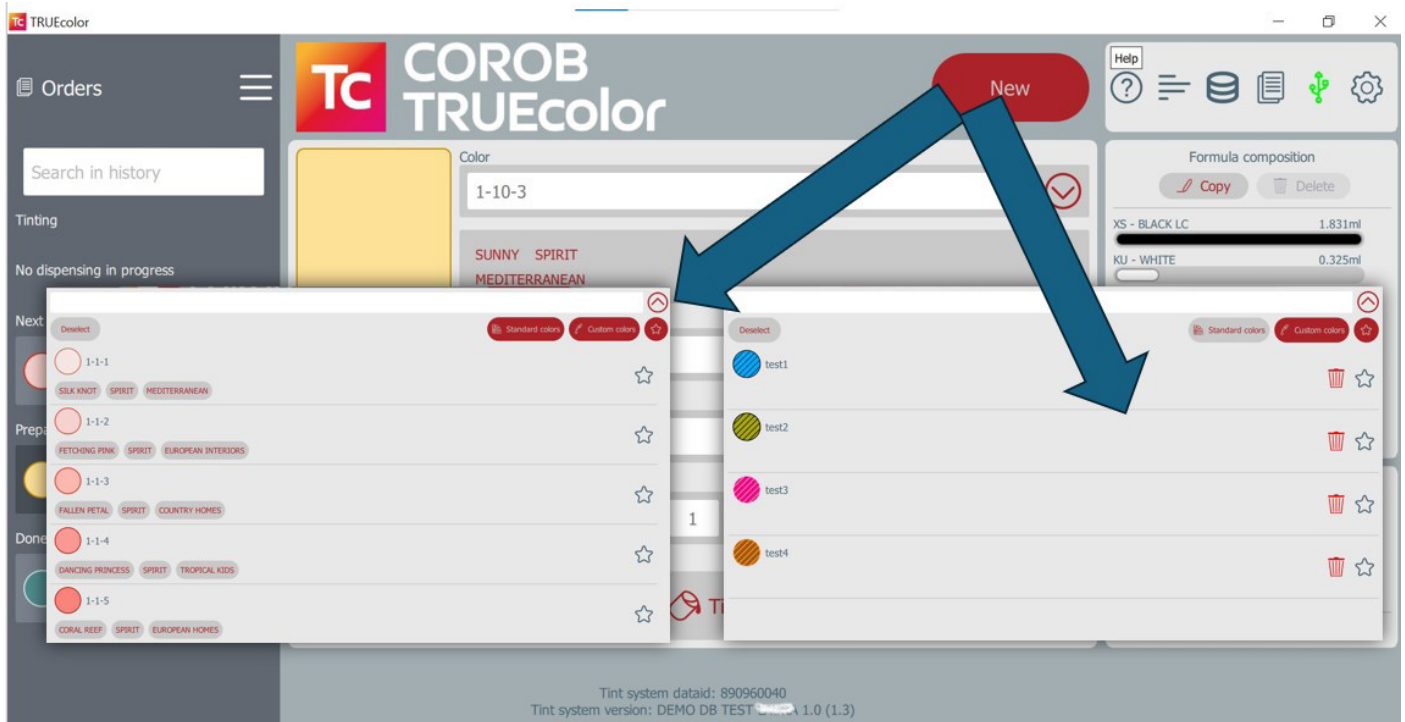 Tc TRUEcolor
Orders
Search in history
Tinting
No dispensing in progress
Next
Prepa
Done
Tc COROB
TRUEcolor
New
Help
Color
1-10-3
SUNNY SPIRIT
MEDITERRANEAN
Formula composition
Copy Delete
XS - BLACK LC 1.831ml
KU - WHITE 0.325ml
Deselect Standard colors Custom colors
1-1-1
SILK KNOT SPIRIT MEDITERRANEAN
1-1-2
FETCHING PINK SPIRIT EUROPEAN INTERIORS
1-1-3
FALLEN PETAL SPIRIT COUNTRY HOMES
1-1-4
DANCING PRINCESS SPIRIT TROPICAL KIDS
1-1-5
CORAL REEF SPIRIT EUROPEAN HOMES
1
Ti
Deselect Standard colors Custom colors
test1
test2
test3
test4
Tint system dataid: 890960040
Tint system version: DEMO DB TEST 1.0 (1.3)